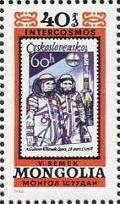 40 ₮
INTERCOSMOS
Československo
60h
V. REMEK
MONGOLIA
МОНГОЛ ШУУДАН